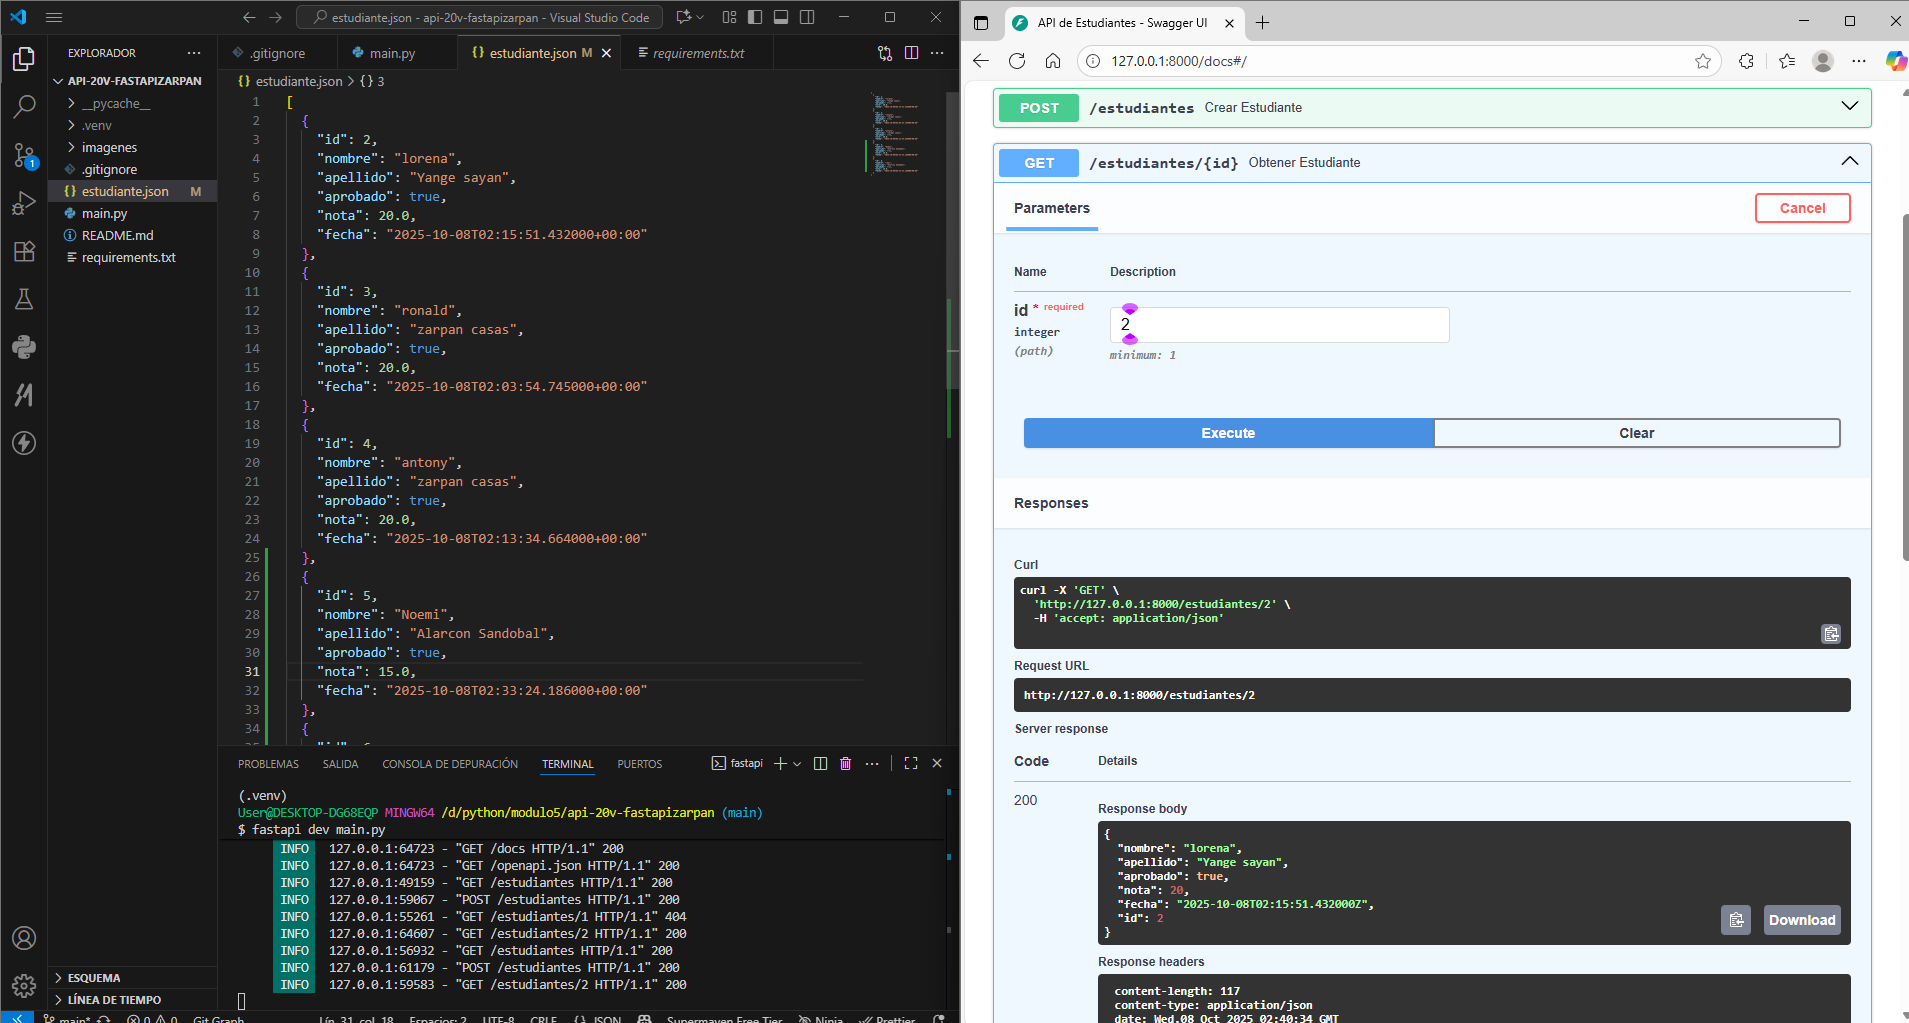 estudiante.json - api-20v-fastapizarpan - Visual Studio Code
EXPLORADOR
API-20V-FASTAPIZARPAN
__pycache__
.venv
imagenes
.gitignore
{} estudiante.json M
main.py
README.md
requirements.txt
ESQUEMA
LÍNEA DE TIEMPO
1
.gitignore
main.py
{} estudiante.json M
requirements.txt
{} estudiante.json > {} 3
1 [
2 {
3 "id": 2,
4 "nombre": "lorena",
5 "apellido": "Yange sayan",
6 "aprobado": true,
7 "nota": 20.0,
8 "fecha": "2025-10-08T02:15:51.432000+00:00"
9 },
10 {
11 "id": 3,
12 "nombre": "ronald",
13 "apellido": "zarpan casas",
14 "aprobado": true,
15 "nota": 20.0,
16 "fecha": "2025-10-08T02:03:54.745000+00:00"
17 },
18 {
19 "id": 4,
20 "nombre": "antony",
21 "apellido": "zarpan casas",
22 "aprobado": true,
23 "nota": 20.0,
24 "fecha": "2025-10-08T02:13:34.664000+00:00"
25 },
26 {
27 "id": 5,
28 "nombre": "Noemi",
29 "apellido": "Alarcon Sandobal",
30 "aprobado": true,
31 "nota": 15.0,
32 "fecha": "2025-10-08T02:33:24.186000+00:00"
33 },
34 {
PROBLEMAS SALIDA CONSOLA DE DEPURACIÓN TERMINAL PUERTOS
fastapi
(.venv)
User@DESKTOP-DG68EQP MINGW64 /d/python/modulo5/api-20v-fastapizarpan (main)
$ fastapi dev main.py
INFO 127.0.0.1:64723 - "GET /docs HTTP/1.1" 200
INFO 127.0.0.1:64723 - "GET /openapi.json HTTP/1.1" 200
INFO 127.0.0.1:49159 - "GET /estudiantes HTTP/1.1" 200
INFO 127.0.0.1:59067 - "POST /estudiantes HTTP/1.1" 200
INFO 127.0.0.1:55261 - "GET /estudiantes/1 HTTP/1.1" 404
INFO 127.0.0.1:64607 - "GET /estudiantes/2 HTTP/1.1" 200
INFO 127.0.0.1:56932 - "GET /estudiantes HTTP/1.1" 200
INFO 127.0.0.1:61179 - "POST /estudiantes HTTP/1.1" 200
INFO 127.0.0.1:59583 - "GET /estudiantes/2 HTTP/1.1" 200
main* 0 0 Git Graph Lín. 31, col. 18 Espacios: 2 UTF-8 CRLF {} JSON Supermaven Free Tier Ninja Prettier
API de Estudiantes - Swagger UI
127.0.0.1:8000/docs#/
POST /estudiantes Crear Estudiante
GET /estudiantes/{id} Obtener Estudiante
Parameters
Cancel
Name Description
id * required
integer
(path)
2
minimum: 1
Execute
Clear
Responses
Curl
curl -X 'GET' \
'http://127.0.0.1:8000/estudiantes/2' \
-H 'accept: application/json'
Request URL
http://127.0.0.1:8000/estudiantes/2
Server response
Code Details
200
Response body
{
"nombre": "lorena",
"apellido": "Yange sayan",
"aprobado": true,
"nota": 20,
"fecha": "2025-10-08T02:15:51.432000Z",
"id": 2
}
Download
Response headers
content-length: 117
content-type: application/json
date: Wed,08 Oct 2025 02:40:34 GMT